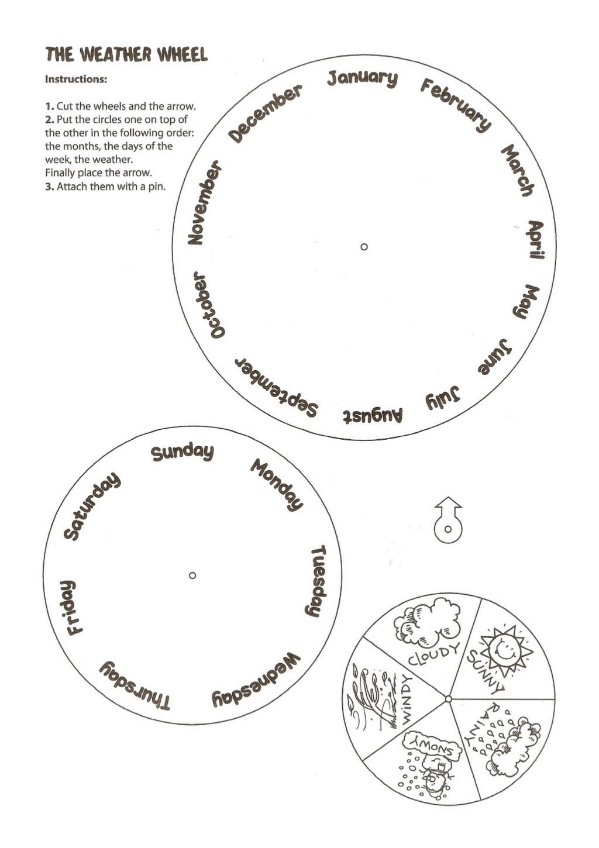 THE WEATHER WHEEL
Instructions:
1. Cut the wheels and the arrow.
2. Put the circles one on top of
the other in the following order:
the months, the days of the
week, the weather.
Finally place the arrow.
3. Attach them with a pin.
January
February
March
April
May
June
July
August
September
October
November
December
Sunday
Monday
Tuesday
Wednesday
Thursday
Friday
Saturday
CLOUDY
SUNNY
RAINY
SNOWY
WINDY